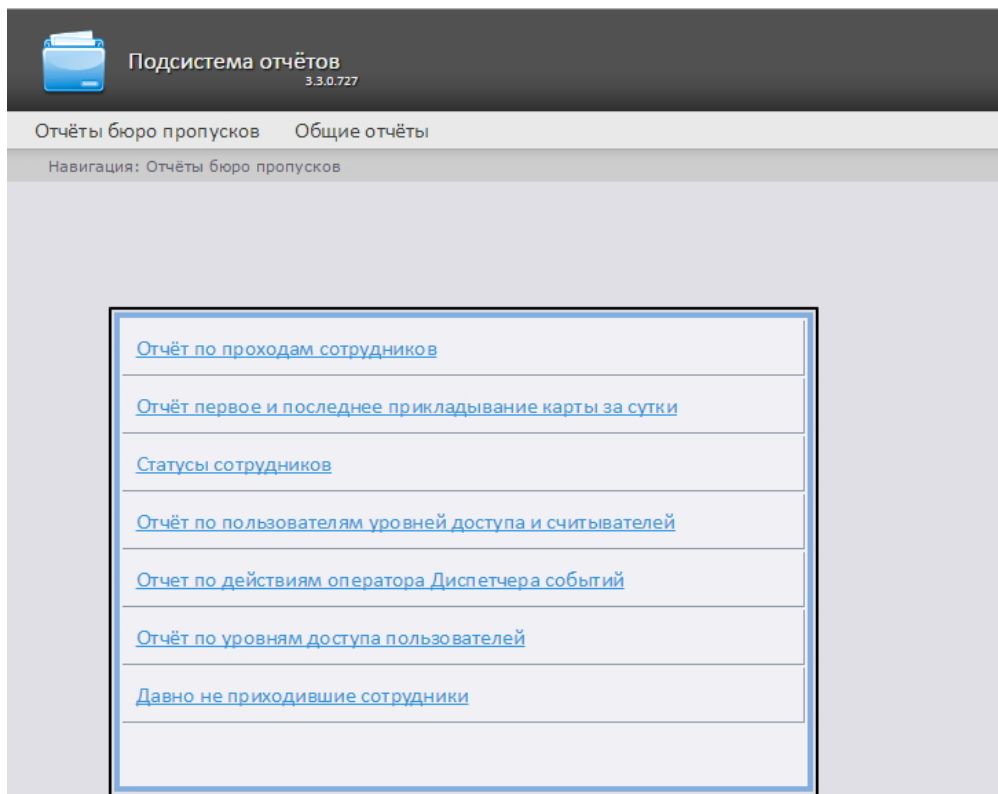 Подсистема отчётов
3.3.0.727
Отчёты бюро пропусков Общие отчёты
Навигация: Отчёты бюро пропусков
Отчёт по проходам сотрудников
Отчёт первое и последнее прикладывание карты за сутки
Статусы сотрудников
Отчёт по пользователям уровней доступа и считывателей
Отчет по действиям оператора Диспетчера событий
Отчёт по уровням доступа пользователей
Давно не приходившие сотрудники